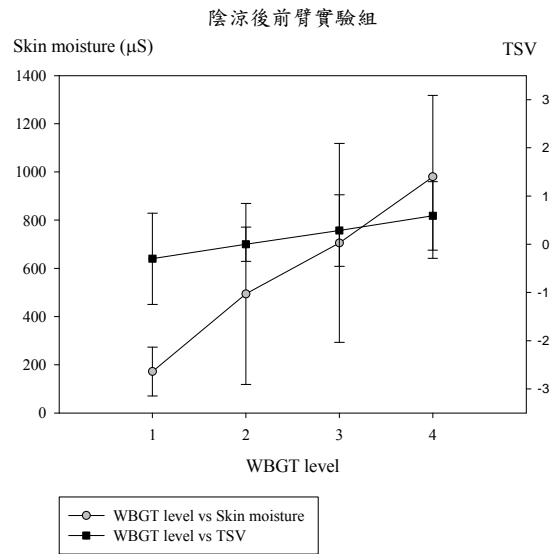 陰涼後前臂實驗組
Skin moisture (μS)
TSV
1400
1200
1000
800
600
400
200
0
3
2
1
0
-1
-2
-3
1 2 3 4
WBGT level
WBGT level vs Skin moisture
WBGT level vs TSV